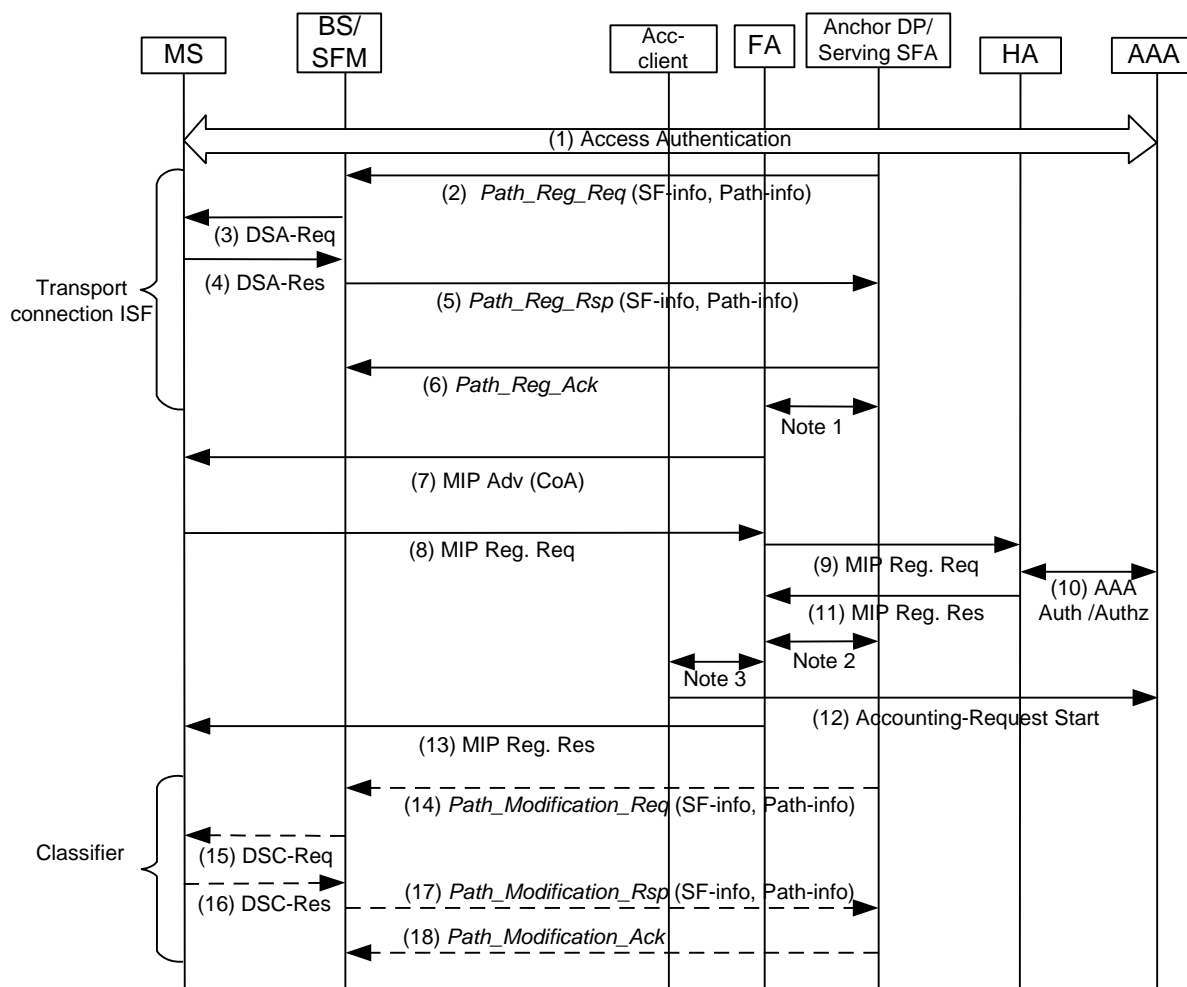 MS
BS/
SFM
Acc-
client
FA
Anchor DP/
Serving SFA
HA
AAA
(1) Access Authentication
(2) Path_Reg_Req (SF-info, Path-info)
(3) DSA-Req
(4) DSA-Res
Transport
connection ISF
(5) Path_Reg_Rsp (SF-info, Path-info)
(6) Path_Reg_Ack
Note 1
(7) MIP Adv (CoA)
(8) MIP Reg. Req
(9) MIP Reg. Req
(10) AAA
Auth /Authz
(11) MIP Reg. Res
Note 2
Note 3
(12) Accounting-Request Start
(13) MIP Reg. Res
(14) Path_Modification_Req (SF-info, Path-info)
(15) DSC-Req
Classifier
(16) DSC-Res
(17) Path_Modification_Rsp (SF-info, Path-info)
(18) Path_Modification_Ack